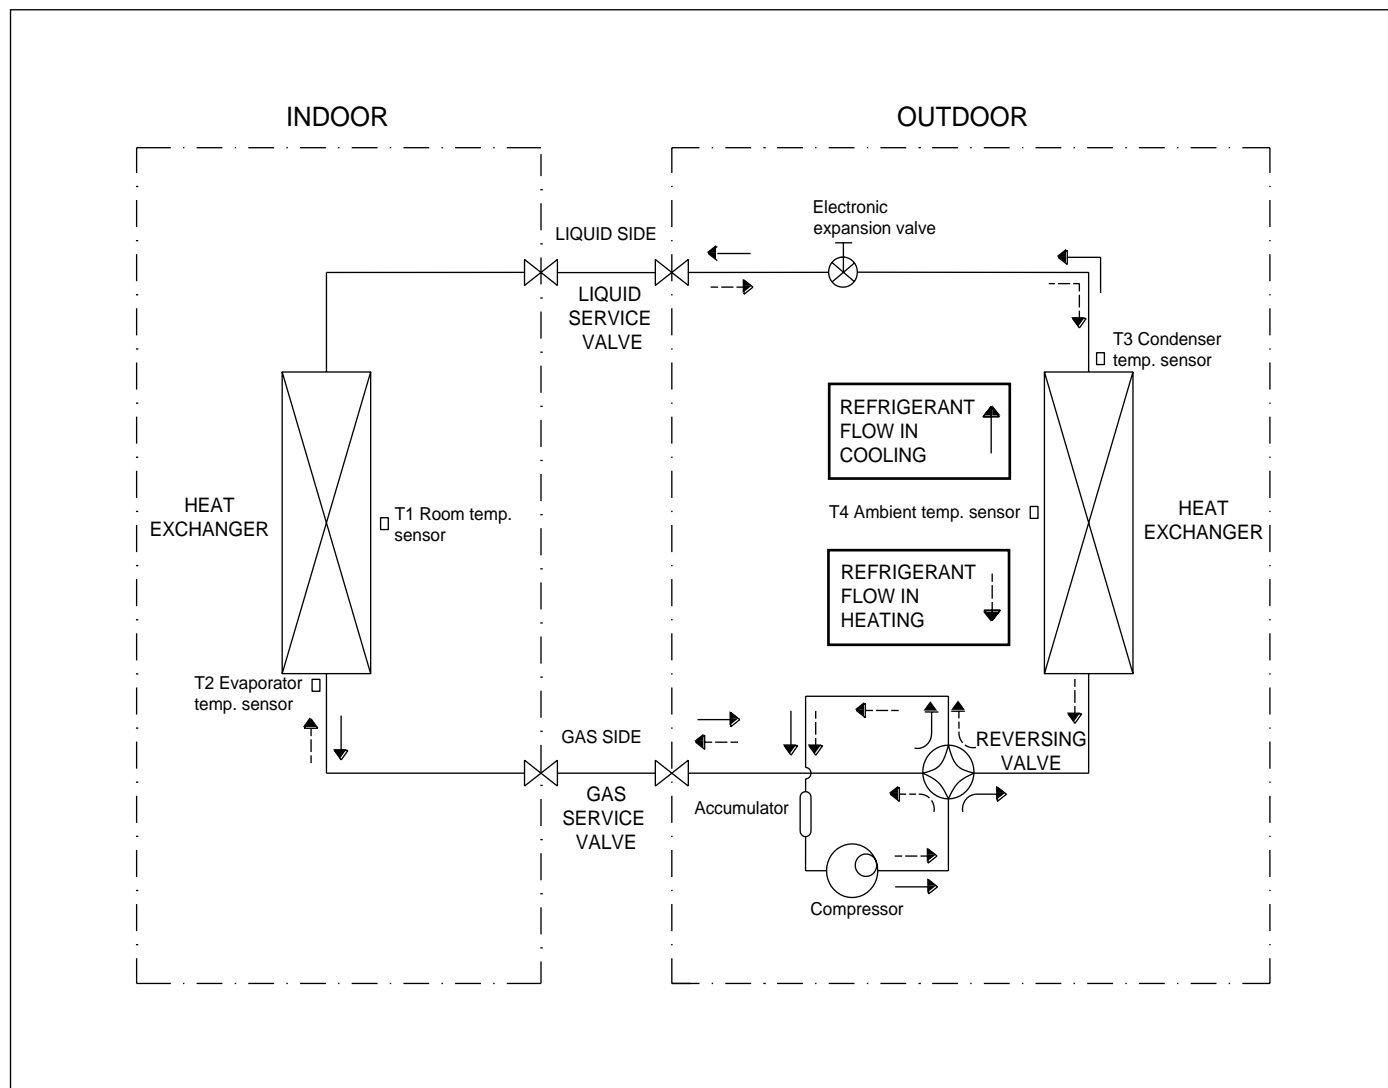 INDOOR
OUTDOOR
Electronic
expansion valve
LIQUID SIDE
LIQUID
SERVICE
VALVE
T3 Condenser
temp. sensor
REFRIGERANT
FLOW IN
COOLING
HEAT
EXCHANGER
T1 Room temp.
sensor
T4 Ambient temp. sensor
HEAT
EXCHANGER
REFRIGERANT
FLOW IN
HEATING
T2 Evaporator
temp. sensor
GAS SIDE
GAS
SERVICE
VALVE
REVERSING
VALVE
Accumulator
Compressor